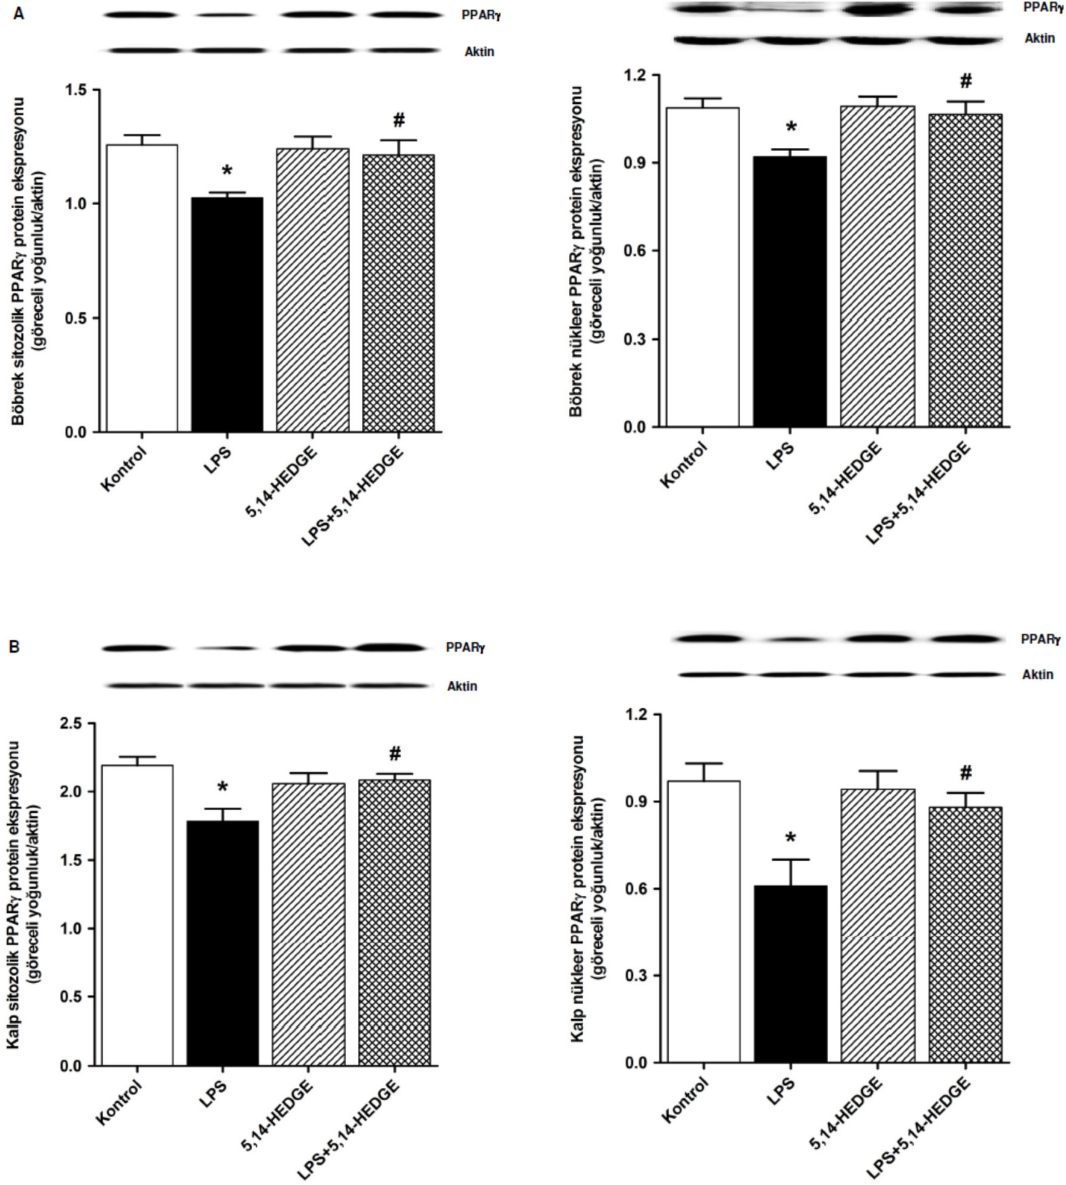 A
PPARγ
Aktin
Böbrek sitozolik PPARγ protein ekspresyonu
(göreceli yoğunluk/aktin)
1.5
1.0
0.5
0.0
*
#
Kontrol
LPS
5,14-HEDGE
LPS+5,14-HEDGE
PPARγ
Aktin
Böbrek nükleer PPARγ protein ekspresyonu
(göreceli yoğunluk/aktin)
1.2
0.9
0.6
0.3
0.0
*
#
Kontrol
LPS
5,14-HEDGE
LPS+5,14-HEDGE
B
PPARγ
Aktin
Kalp sitozolik PPARγ protein ekspresyonu
(göreceli yoğunluk/aktin)
2.5
2.0
1.5
1.0
0.5
0.0
*
#
Kontrol
LPS
5,14-HEDGE
LPS+5,14-HEDGE
PPARγ
Aktin
Kalp nükleer PPARγ protein ekspresyonu
(göreceli yoğunluk/aktin)
1.2
0.9
0.6
0.3
0.0
*
#
Kontrol
LPS
5,14-HEDGE
LPS+5,14-HEDGE